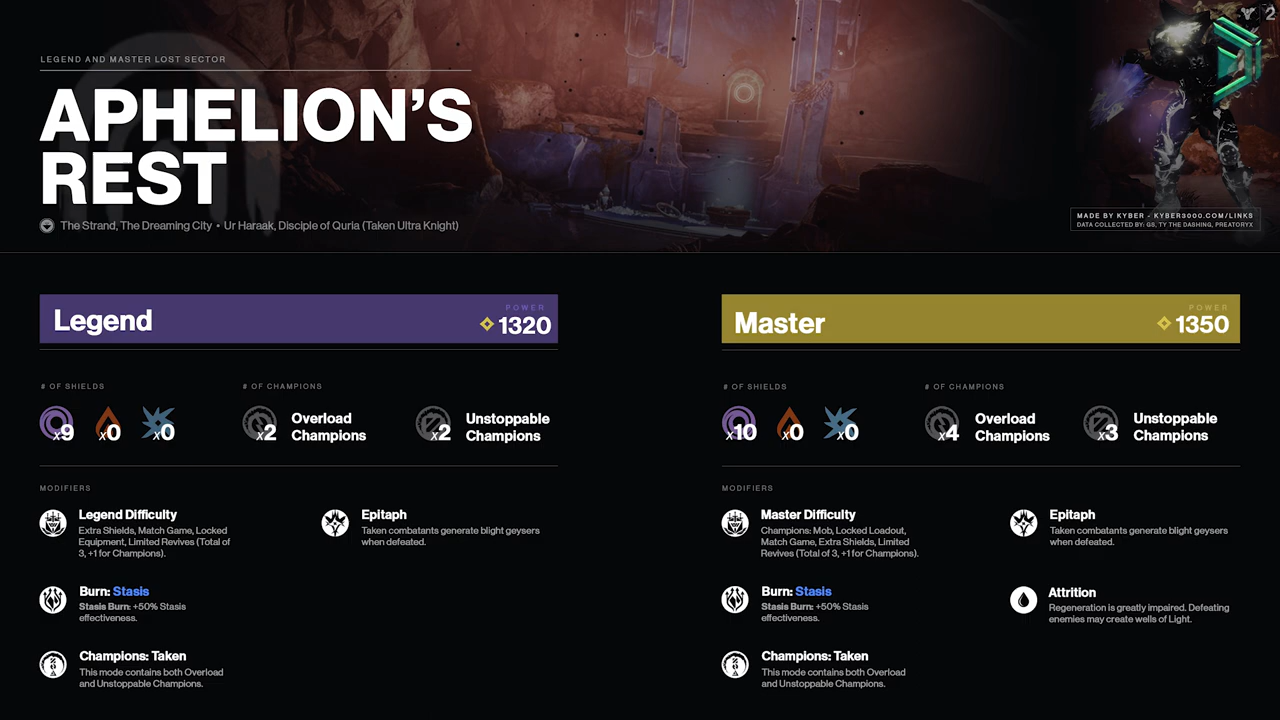 2
LEGEND AND MASTER LOST SECTOR
APHELION'S
REST
The Strand, The Dreaming City • Ur Haraak, Disciple of Quria (Taken Ultra Knight)
MADE BY KYBER - KYBER3000.COM/LINKS
DATA COLLECTED BY: GS, TY THE DASHING, PREATORYX
Legend
POWER
1320
# OF SHIELDS
x9
x0
x0
# OF CHAMPIONS
x2
Overload
Champions
x2
Unstoppable
Champions
MODIFIERS
Legend Difficulty
Extra Shields, Match Game, Locked
Equipment, Limited Revives (Total of
3, +1 for Champions).
Epitaph
Taken combatants generate blight geysers
when defeated.
Burn: Stasis
Stasis Burn: +50% Stasis
effectiveness.
Champions: Taken
This mode contains both Overload
and Unstoppable Champions.
Master
POWER
1350
# OF SHIELDS
x10
x0
x0
# OF CHAMPIONS
x4
Overload
Champions
x3
Unstoppable
Champions
MODIFIERS
Master Difficulty
Champions: Mob, Locked Loadout,
Match Game, Extra Shields, Limited
Revives (Total of 3, +1 for Champions).
Epitaph
Taken combatants generate blight geysers
when defeated.
Burn: Stasis
Stasis Burn: +50% Stasis
effectiveness.
Attrition
Regeneration is greatly impaired. Defeating
enemies may create wells of Light.
Champions: Taken
This mode contains both Overload
and Unstoppable Champions.